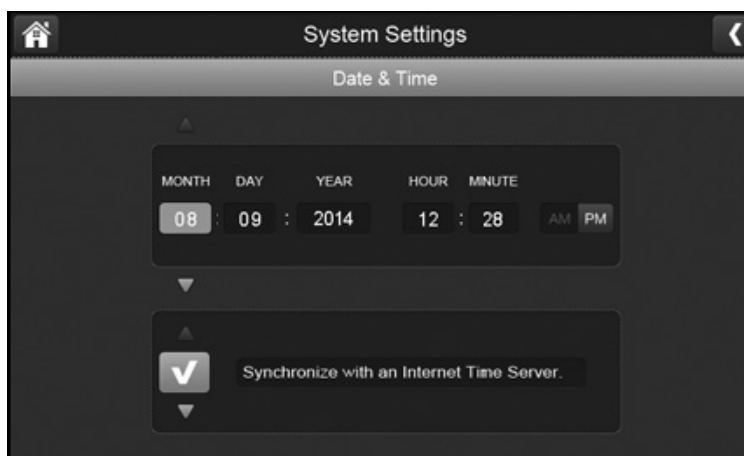 System Settings
Date & Time
MONTH DAY YEAR HOUR MINUTE
08 : 09 : 2014 12 : 28 AM PM
Synchronize with an Internet Time Server.